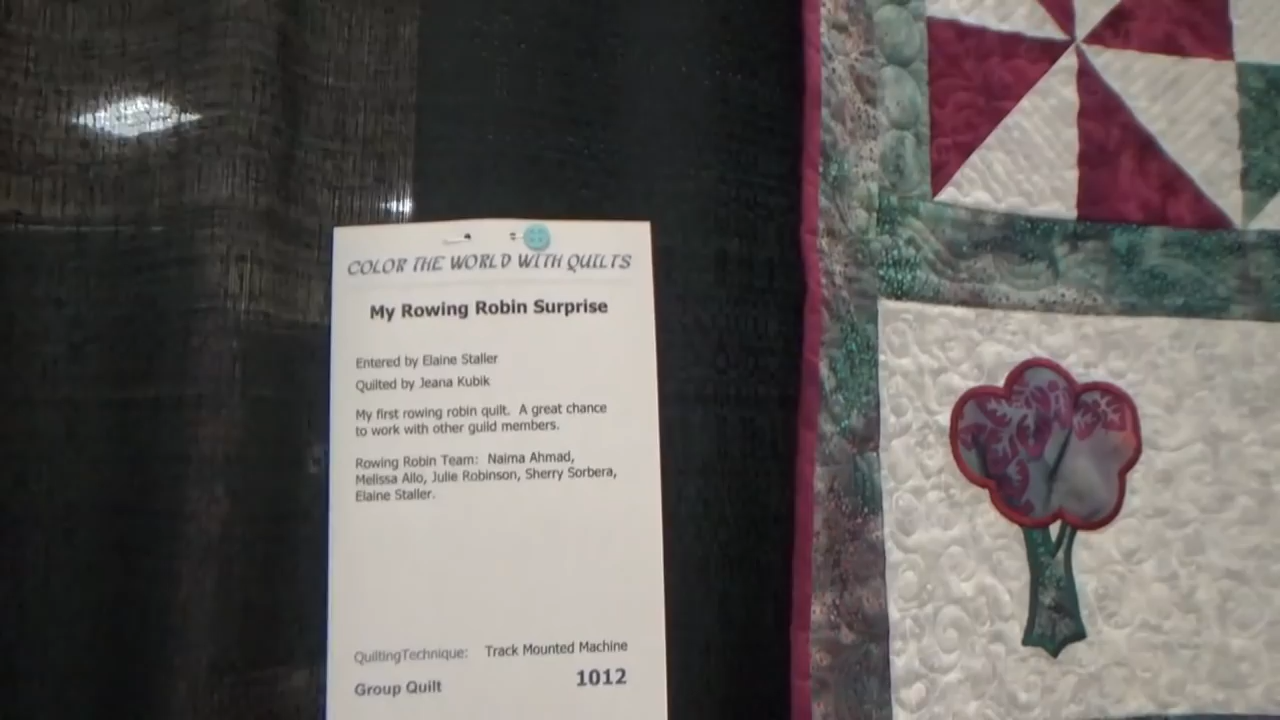 COLOR THE WORLD WITH QUILTS
My Rowing Robin Surprise
Entered by Elaine Staller
Quilted by Jeana Kubik
My first rowing robin quilt. A great chance
to work with other guild members.
Rowing Robin Team: Naima Ahmad,
Melissa Allo, Julie Robinson, Sherry Sorbera,
Elaine Staller.
QuiltingTechnique: Track Mounted Machine
Group Quilt 1012